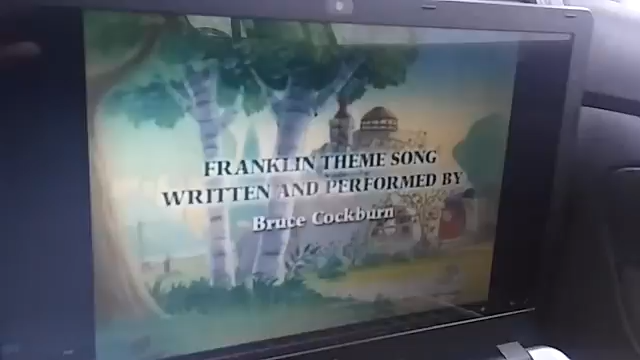 FRANKLIN THEME SONG
WRITTEN AND PERFORMED BY
Bruce Cockburn